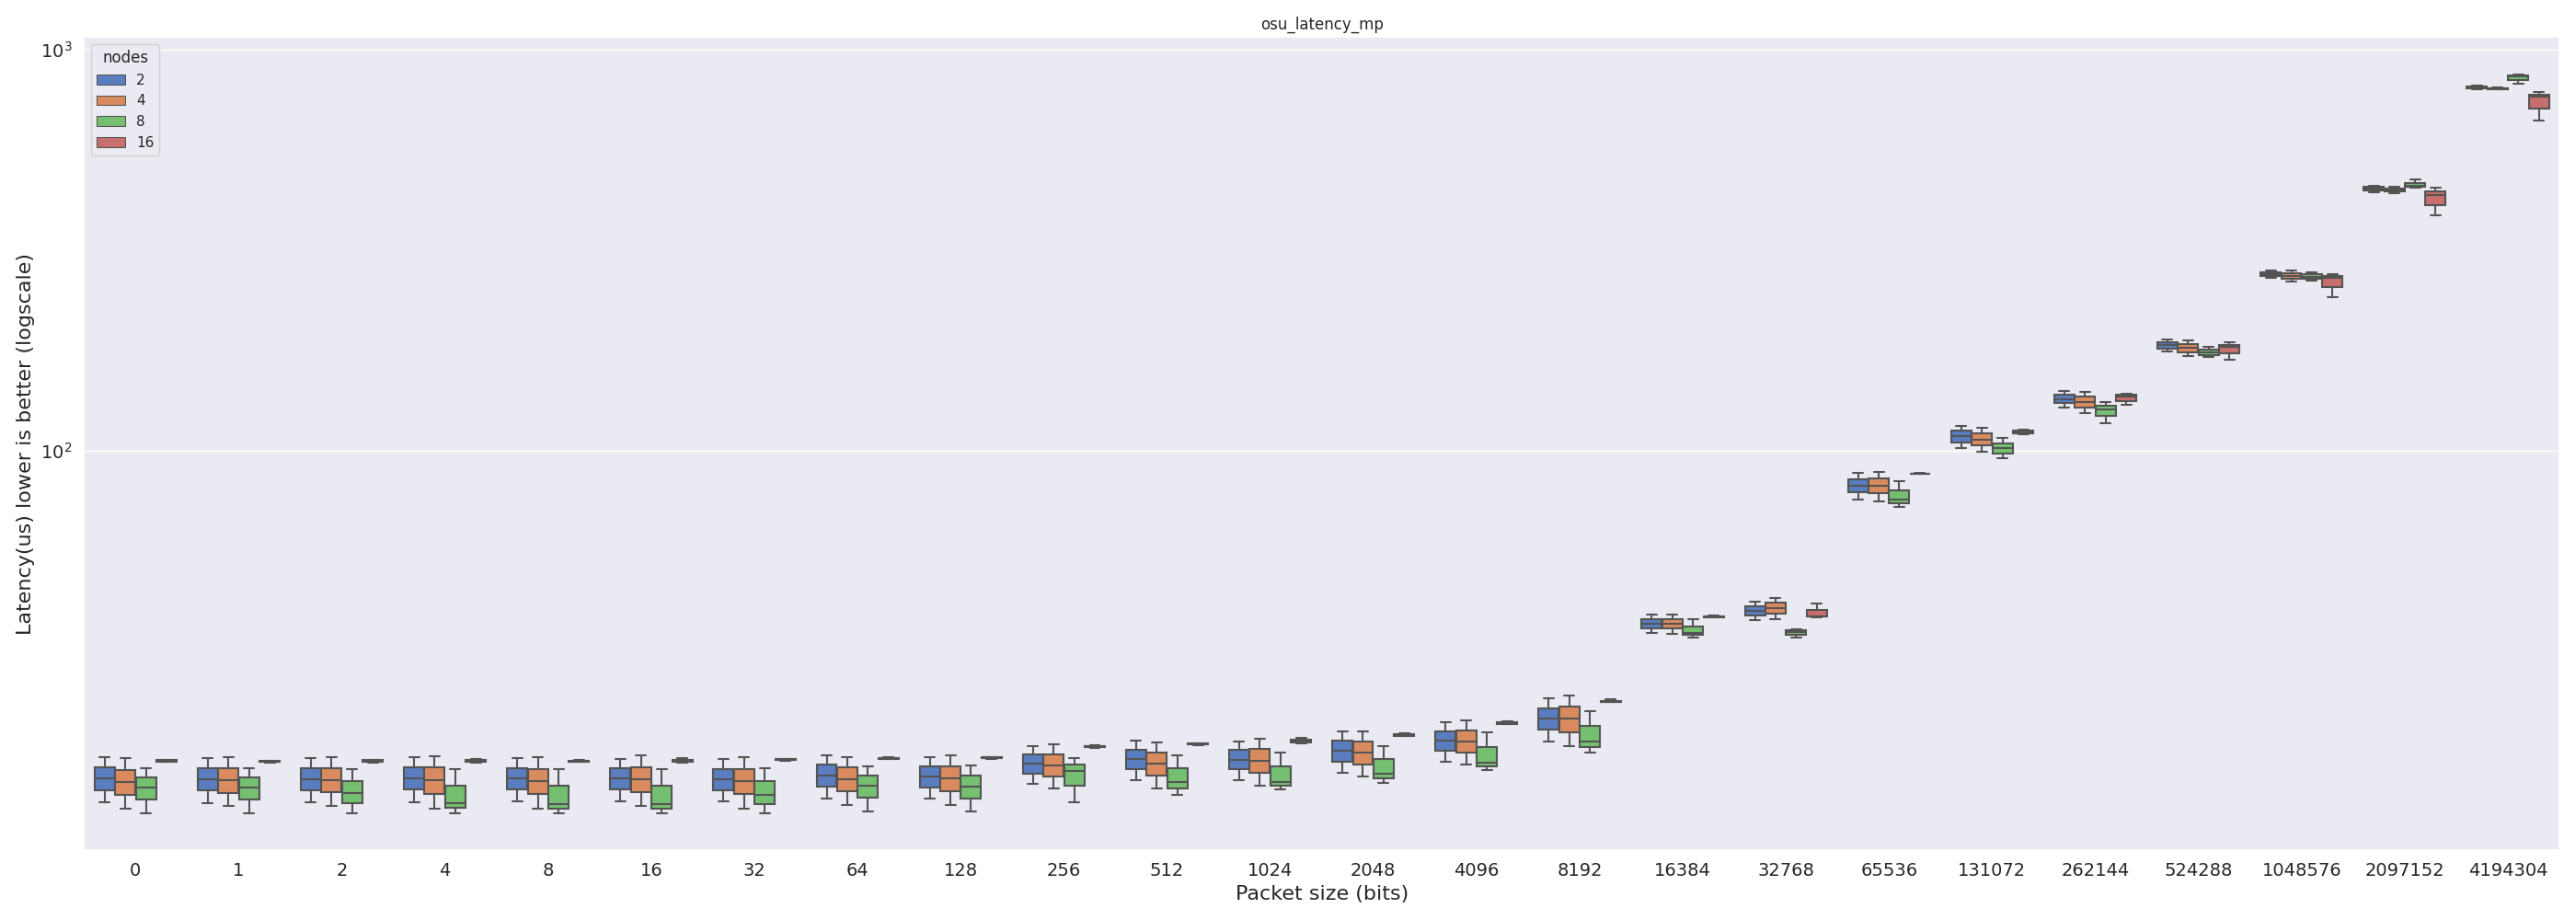 osu_latency_mp
Latency(us) lower is better (logscale)
10³
10²
nodes
2
4
8
16
0 1 2 4 8 16 32 64 128 256 512 1024 2048 4096 8192 16384 32768 65536 131072 262144 524288 1048576 2097152 4194304
Packet size (bits)